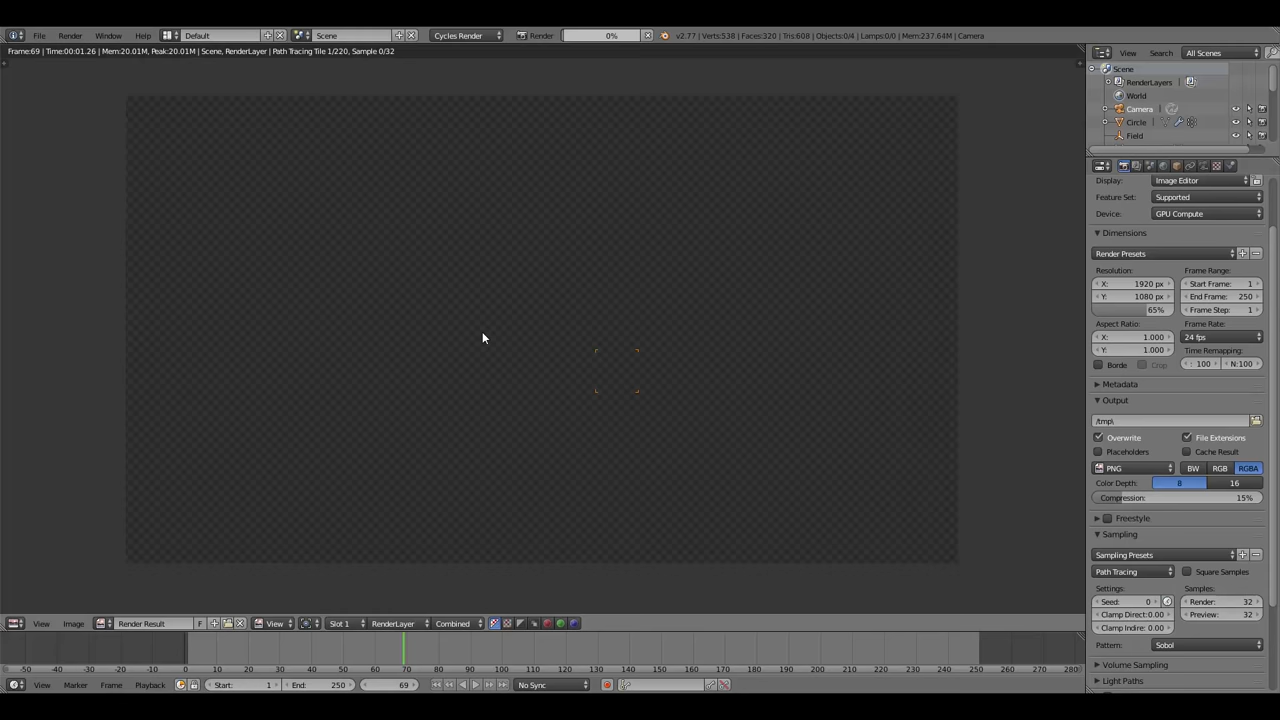 File Render Window Help Default Scene Cycles Render Render 0% v2.77 | Verts:538 | Faces:320 | Tris:608 | Objects:0/4 | Lamps:0/0 | Mem:237.64M | Camera
Frame:69 | Time:00:01.26 | Mem:20.01M, Peak:20.01M | Scene, RenderLayer | Path Tracing Tile 1/220, Sample 0/32
View Search All Scenes
Scene
RenderLayers
World
Camera
Circle
Field
Display: Image Editor
Feature Set: Supported
Device: GPU Compute
Dimensions
Render Presets
Resolution: Frame Range:
X: 1920 px Start Frame: 1
Y: 1080 px End Frame: 250
65% Frame Step: 1
Aspect Ratio: Frame Rate:
X: 1.000 24 fps
Y: 1.000 Time Remapping:
Borde Crop : 100 N:100
Metadata
Output
/tmp\
Overwrite File Extensions
Placeholders Cache Result
PNG BW RGB RGBA
Color Depth: 8 16
Compression: 15%
Freestyle
Sampling
Sampling Presets
Path Tracing Square Samples
Settings: Samples:
Seed: 0 Render: 32
Clamp Direct:0.00 Preview: 32
Clamp Indire: 0.00
Pattern: Sobol
Volume Sampling
Light Paths
View Image Render Result F View Slot 1 RenderLayer Combined
-50 -40 -30 -20 -10 0 10 20 30 40 50 60 70 80 90 100 110 120 130 140 150 160 170 180 190 200 210 220 230 240 250 260 270 280
View Marker Frame Playback Start: 1 End: 250 69 No Sync